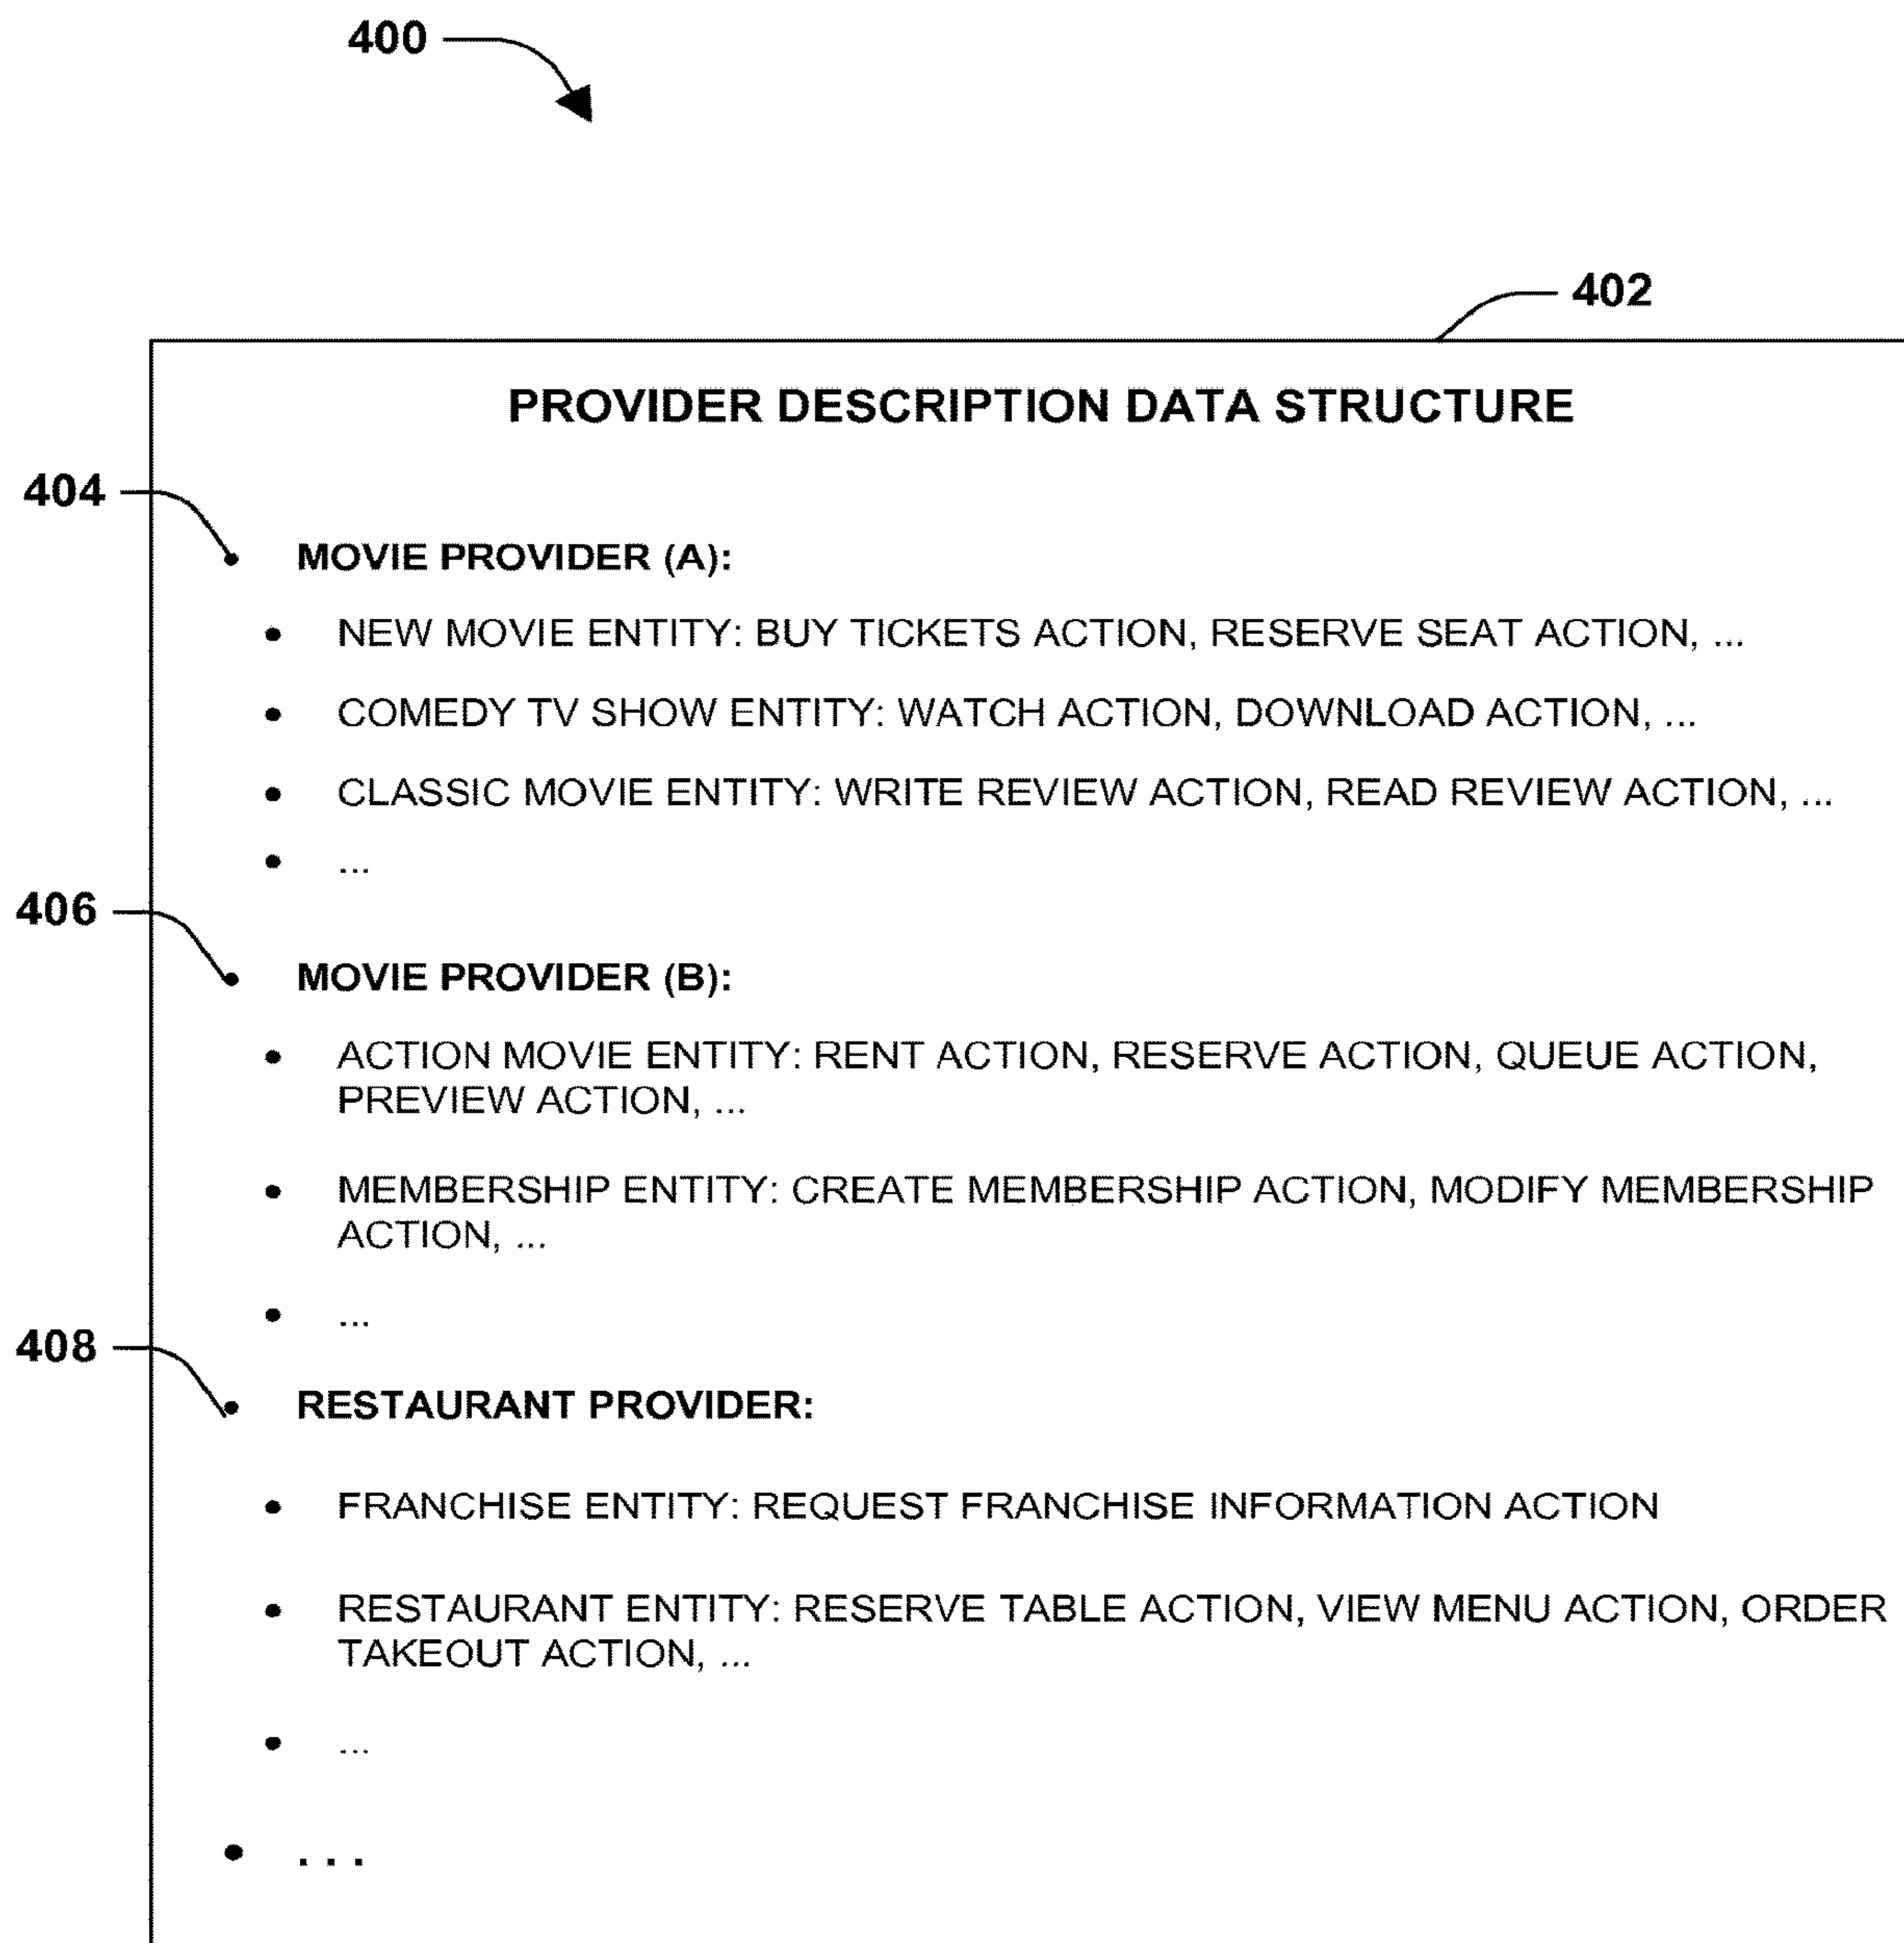 400
402
PROVIDER DESCRIPTION DATA STRUCTURE
404
• MOVIE PROVIDER (A):
• NEW MOVIE ENTITY: BUY TICKETS ACTION, RESERVE SEAT ACTION, ...
• COMEDY TV SHOW ENTITY: WATCH ACTION, DOWNLOAD ACTION, ...
• CLASSIC MOVIE ENTITY: WRITE REVIEW ACTION, READ REVIEW ACTION, ...
• ...
406
• MOVIE PROVIDER (B):
• ACTION MOVIE ENTITY: RENT ACTION, RESERVE ACTION, QUEUE ACTION,
PREVIEW ACTION, ...
• MEMBERSHIP ENTITY: CREATE MEMBERSHIP ACTION, MODIFY MEMBERSHIP
ACTION, ...
• ...
408
• RESTAURANT PROVIDER:
• FRANCHISE ENTITY: REQUEST FRANCHISE INFORMATION ACTION
• RESTAURANT ENTITY: RESERVE TABLE ACTION, VIEW MENU ACTION, ORDER
TAKEOUT ACTION, ...
• ...
• . . .